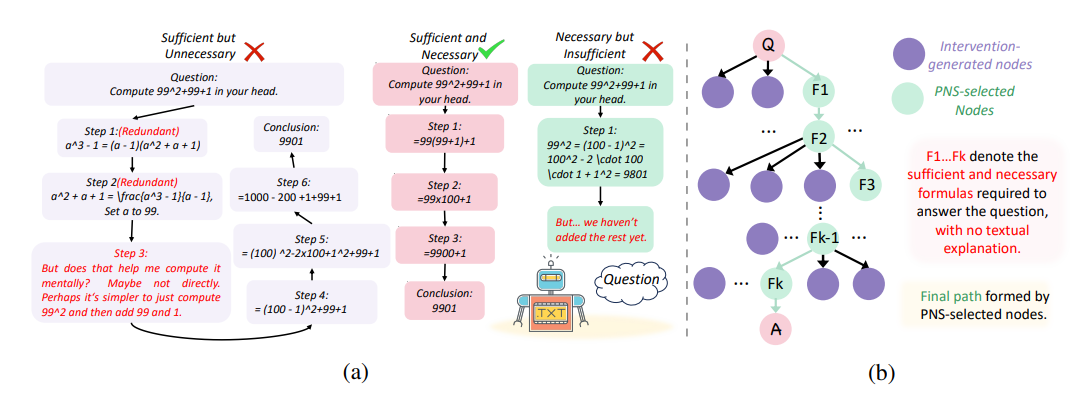 Sufficient but
Unnecessary
Question:
Compute 99^2+99+1 in your head.
Step 1:(Redundant)
a^3 - 1 = (a - 1)(a^2 + a + 1)
Step 2(Redundant)
a^2 + a + 1 = \frac{a^3 - 1}{a - 1},
Set a to 99.
Step 3:
But does that help me compute it
mentally? Maybe not directly.
Perhaps it's simpler to just compute
99^2 and then add 99 and 1.
Conclusion:
9901
Step 6:
=1000 - 200 +1+99+1
Step 5:
= (100) ^2-2x100+1^2+99+1
Step 4:
= (100 - 1)^2+99+1
Sufficient and
Necessary
Question:
Compute 99^2+99+1 in
your head.
Step 1:
=99(99+1)+1
Step 2:
=99x100+1
Step 3:
=9900+1
Conclusion:
9901
Necessary but
Insufficient
Question:
Compute 99^2+99+1 in
your head.
Step 1:
99^2 = (100 - 1)^2 =
100^2 - 2 \cdot 100
\cdot 1 + 1^2 = 9801
But... we haven't
added the rest yet.
Question
.TXT
(a)
Q
F1
...
F2
...
F3
...
...
Fk-1
...
...
Fk
A
Intervention-
generated nodes
PNS-selected
Nodes
F1...Fk denote the
sufficient and necessary
formulas required to
answer the question,
with no textual
explanation.
Final path formed by
PNS-selected nodes.
(b)